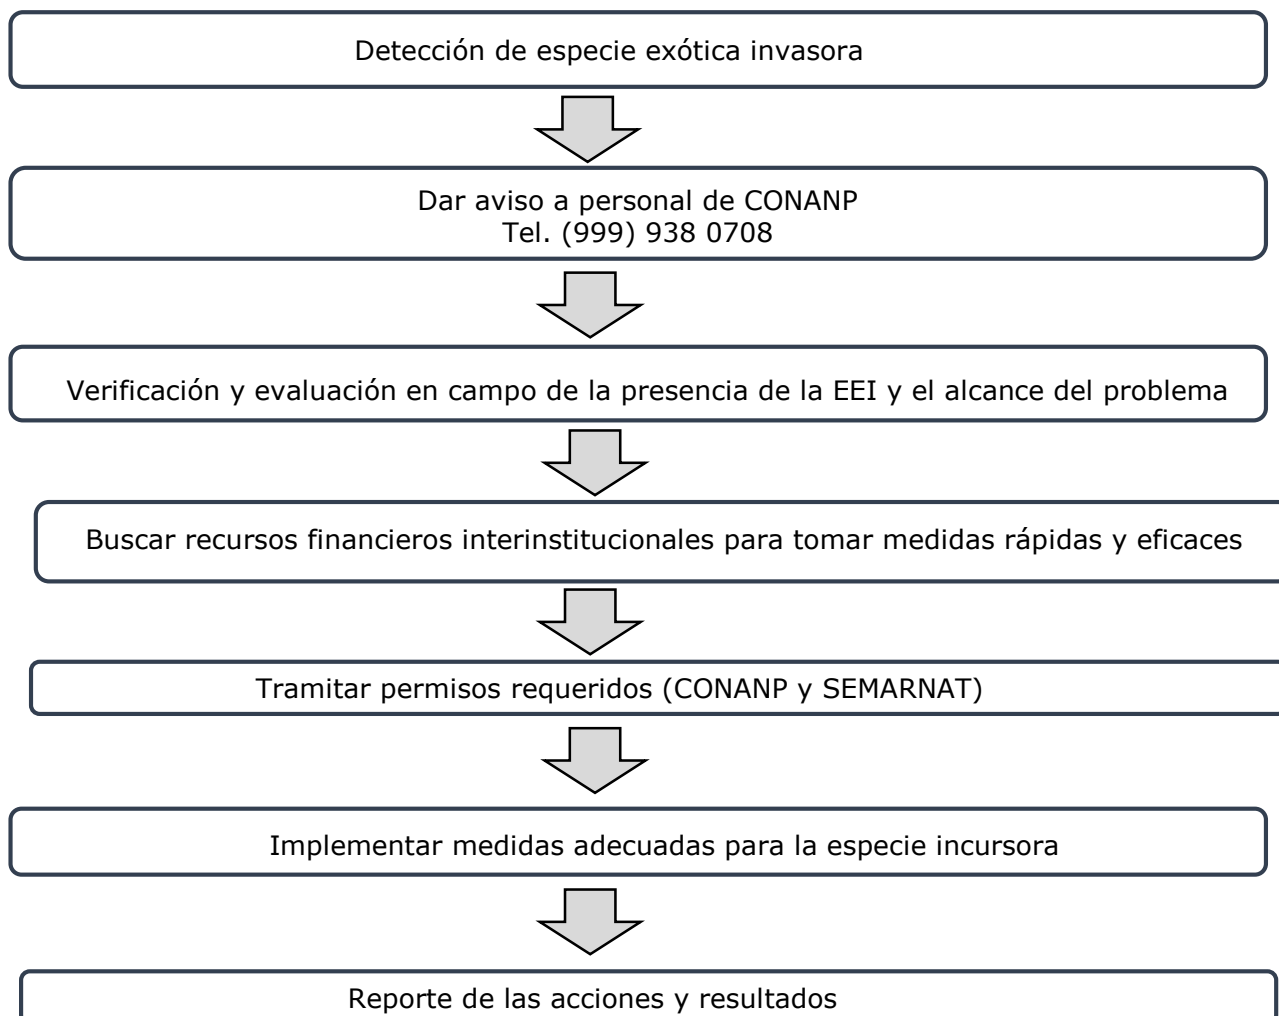 Detección de especie exótica invasora
Dar aviso a personal de CONANP
Tel. (999) 938 0708
Verificación y evaluación en campo de la presencia de la EEI y el alcance del problema
Buscar recursos financieros interinstitucionales para tomar medidas rápidas y eficaces
Tramitar permisos requeridos (CONANP y SEMARNAT)
Implementar medidas adecuadas para la especie incursora
Reporte de las acciones y resultados